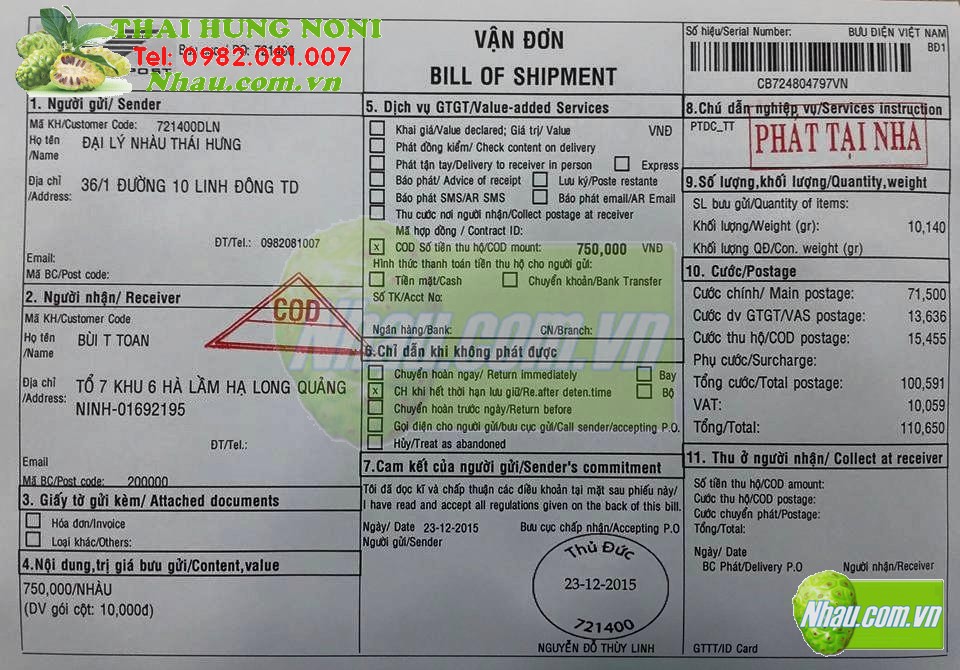 THAI HUNG NONI
Tel: 0982.081.007
Nhau.com.vn
721400
POST
VẬN ĐƠN
BILL OF SHIPMENT
Số hiệu/Serial Number:
BƯU ĐIỆN VIỆT NAM
BĐ1
CB724804797VN
1. Người gửi/ Sender
Mã KH/Customer Code: 721400DLN
Họ tên
/Name
ĐẠI LÝ NHÀU THÁI HƯNG
Địa chỉ
/Address:
36/1 ĐƯỜNG 10 LINH ĐÔNG TD
ĐT/Tel.: 0982081007
Email:
Mã BC/Post code:
2. Người nhận/ Receiver
Mã KH/Customer Code
Họ tên
/Name
BÙI T TOAN
Địa chỉ
/Address:
TỔ 7 KHU 6 HÀ LẦM HẠ LONG QUẢNG
NINH-01692195
ĐT/Tel.:
Email
Mã BC/Post code: 200000
COD
3. Giấy tờ gửi kèm/ Attached documents
Hóa đơn/Invoice
Loại khác/Others:
4.Nội dung,trị giá bưu gửi/Content,value
750,000/NHÀU
(DV gói cột: 10,000đ)
5. Dịch vụ GTGT/Value-added Services
Khai giá/Value declared; Giá trị/ Value VNĐ
Phát đồng kiểm/ Check content on delivery
Phát tận tay/Delivery to receiver in person Express
Báo phát/ Advice of receipt Lưu ký/Poste restante
Báo phát SMS/AR SMS Báo phát email/AR Email
Thu cước nơi người nhận/Collect postage at receiver
Mã hợp đồng / Contract ID:
x COD Số tiền thu hộ/COD mount: 750,000 VNĐ
Hình thức thanh toán tiền thu hộ cho người gửi:
Tiền mặt/Cash Chuyển khoản/Bank Transfer
Số TK/Acct No:
Ngân hàng/Bank: CN/Branch:
Nhau.com.vn
6.Chỉ dẫn khi không phát được
Chuyển hoàn ngay/ Return immediately Bay
x CH khi hết thời hạn lưu giữ/Re.after deten.time Bộ
Chuyển hoàn trước ngày/Return before
Gọi điện cho người gửi/bưu cục gửi/Call sender/accepting P.O.
Hủy/Treat as abandoned
7.Cam kết của người gửi/Sender's commitment
Tôi đã đọc kĩ và chấp thuận các điều khoản tại mặt sau phiếu này/
I have read and accept all regulations given on the back of this bill.
Ngày/ Date 23-12-2015 Bưu cục chấp nhận/Accepting P.O
Người gửi/Sender
Thủ Đức
23-12-2015
721400
NGUYỄN ĐỖ THÙY LINH
8.Chú dẫn nghiệp vụ/Services instruction
PTDC_TT
PHÁT TẠI NHÀ
9.Số lượng,khối lượng/Quantity,weight
SL bưu gửi/Quantity of items:
Khối lượng/Weight (gr): 10,140
Khối lượng QĐ/Con. weight (gr)
10. Cước/Postage
Cước chính/ Main postage: 71,500
Cước dv GTGT/VAS postage: 13,636
Cước thu hộ/COD postage: 15,455
Phụ cước/Surcharge:
Tổng cước/Total postage: 100,591
VAT: 10,059
Tổng/Total: 110,650
11. Thu ở người nhận/ Collect at receiver
Số tiền thu hộ/COD amount:
Cước thu hộ/COD postage:
Cước chuyển phát/Postage:
Tổng/Total:
Ngày/ Date
BC Phát/Delivery P.O Người nhận/Receiver
Nhau.com.vn
GTTT/ID Card